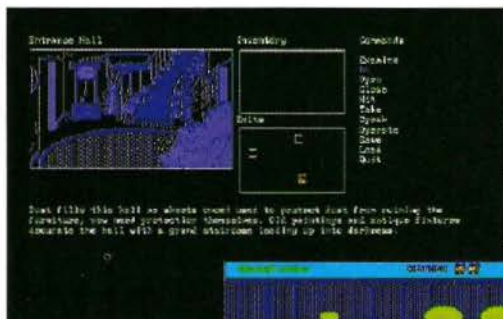 Entrance Hall
Inventory
Commands
Examine
Open
Close
Hit
Take
Speak
Operate
Save
Load
Quit
Exits
Dust fills this hall as sheets used to protect dust from ruining the
furniture, now need protection themselves. Old paintings and antique fixtures
decorate the hall with a grand staircase leading up into darkness.